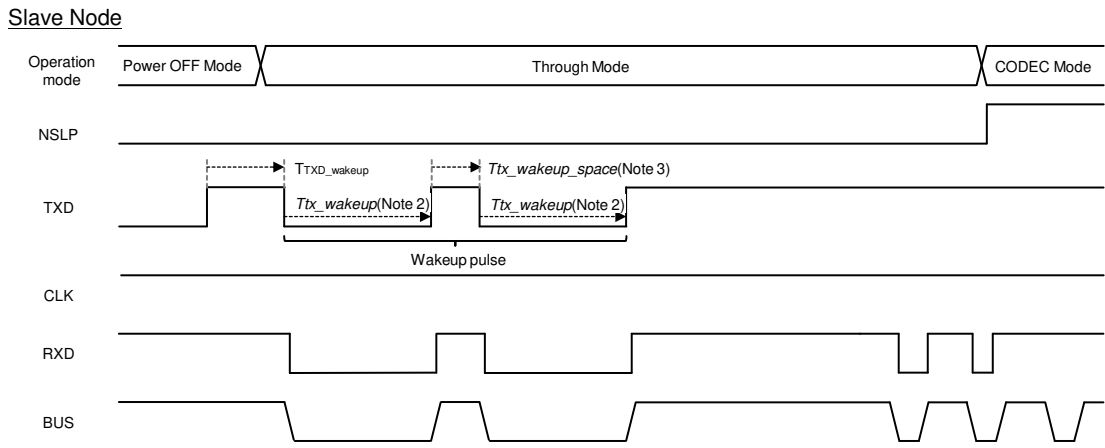 Slave Node
Operation mode
Power OFF Mode
Through Mode
CODEC Mode
NSLP
TTXD_wakeup
Ttx_wakeup_space(Note 3)
TXD
Ttx_wakeup(Note 2)
Ttx_wakeup(Note 2)
Wakeup pulse
CLK
RXD
BUS